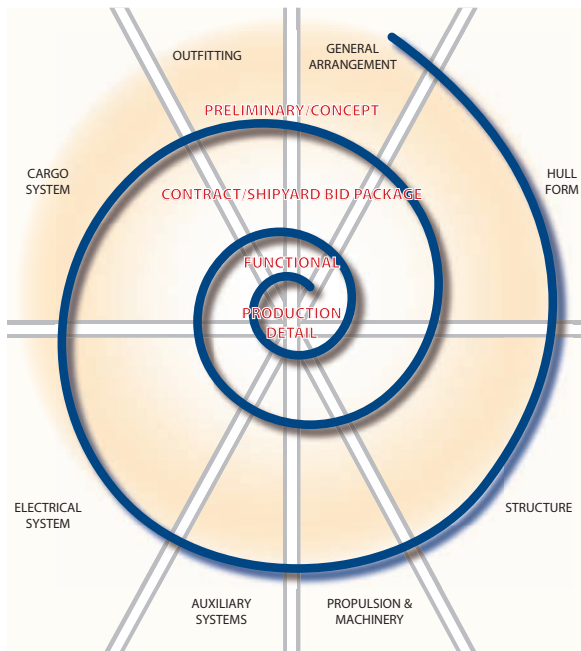 OUTFITTING
GENERAL
ARRANGEMENT
PRELIMINARY/CONCEPT
CARGO
SYSTEM
HULL
FORM
CONTRACT/SHIPYARD BID PACKAGE
FUNCTIONAL
PRODUCTION
DETAIL
ELECTRICAL
SYSTEM
STRUCTURE
AUXILIARY
SYSTEMS
PROPULSION &
MACHINERY